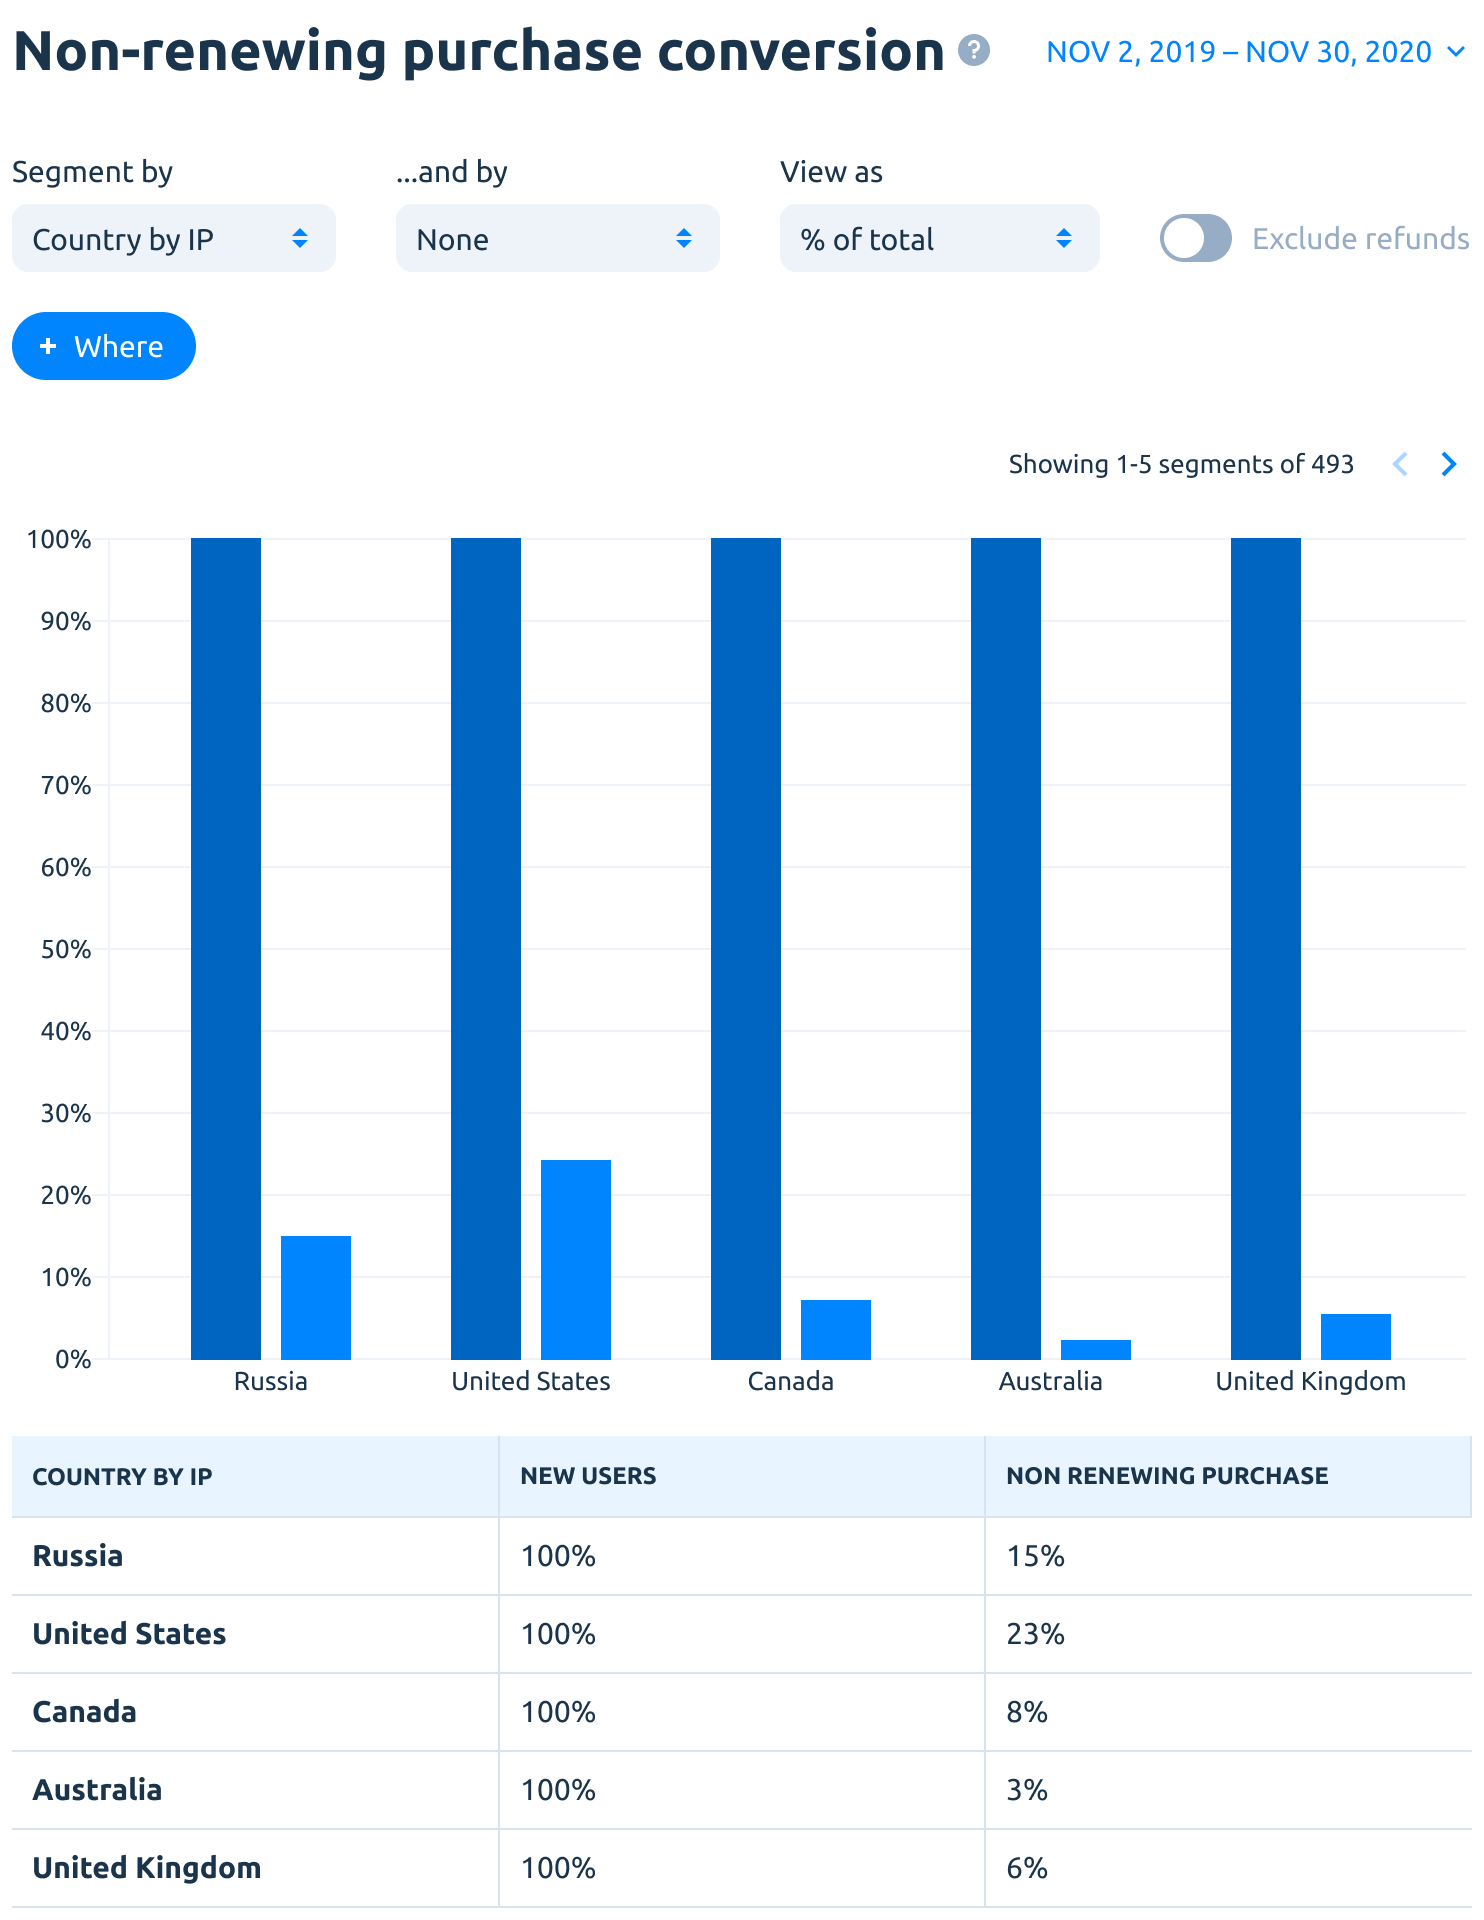 Non-renewing purchase conversion ?
NOV 2, 2019 – NOV 30, 2020
Segment by
...and by
View as
Country by IP
None
% of total
Exclude refunds
+ Where
Showing 1-5 segments of 493
100%
90%
80%
70%
60%
50%
40%
30%
20%
10%
0%
Russia
United States
Canada
Australia
United Kingdom
COUNTRY BY IP
NEW USERS
NON RENEWING PURCHASE
Russia
100%
15%
United States
100%
23%
Canada
100%
8%
Australia
100%
3%
United Kingdom
100%
6%